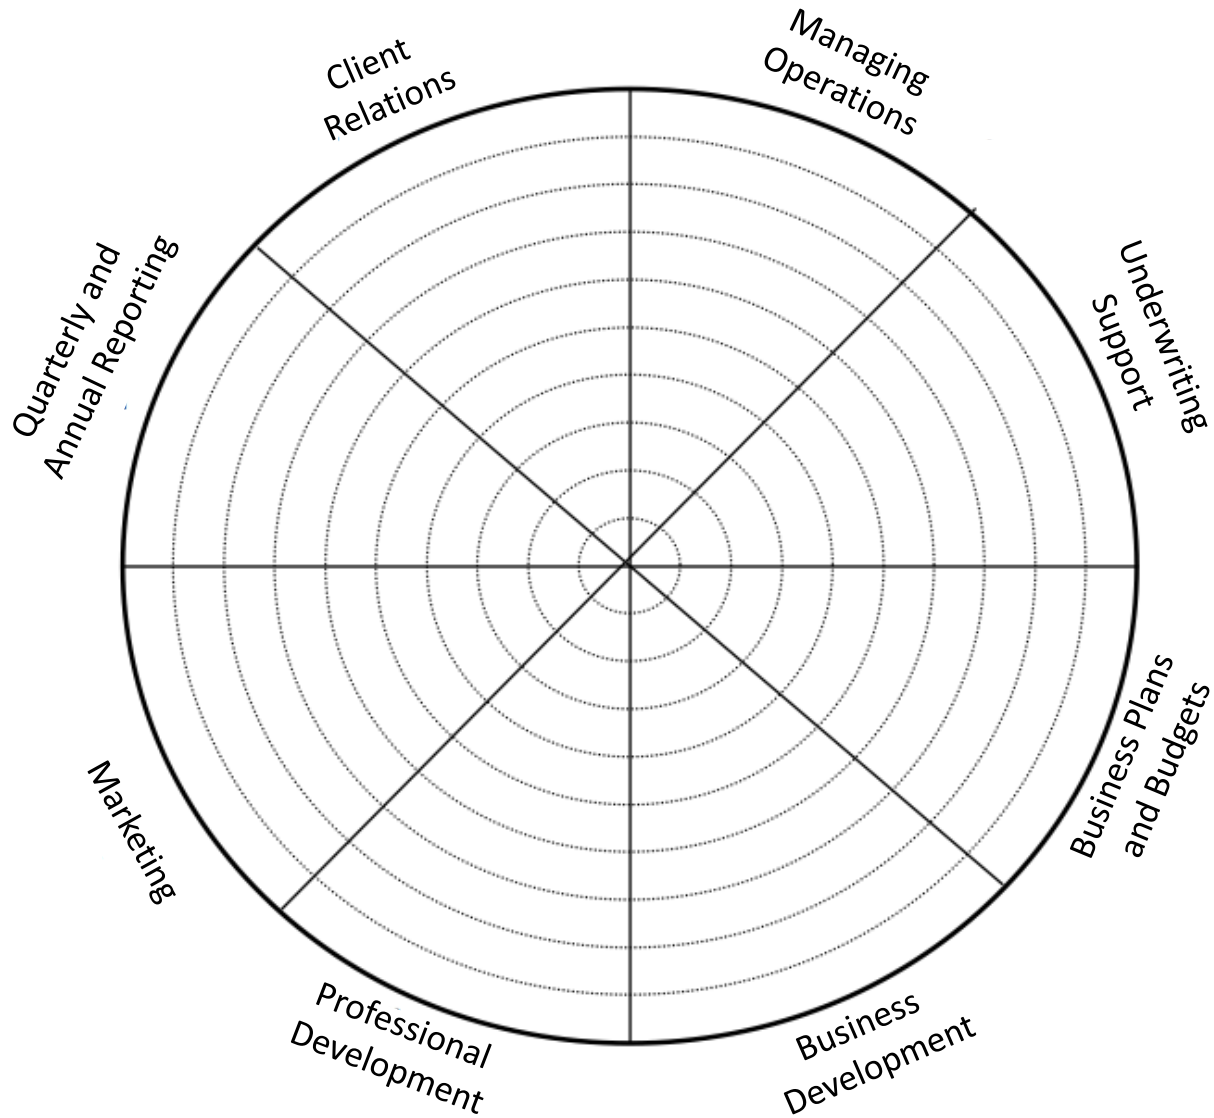 Client
Relations
Managing
Operations
Underwriting
Support
Business Plans
and Budgets
Business
Development
Professional
Development
Marketing
Quarterly and
Annual Reporting